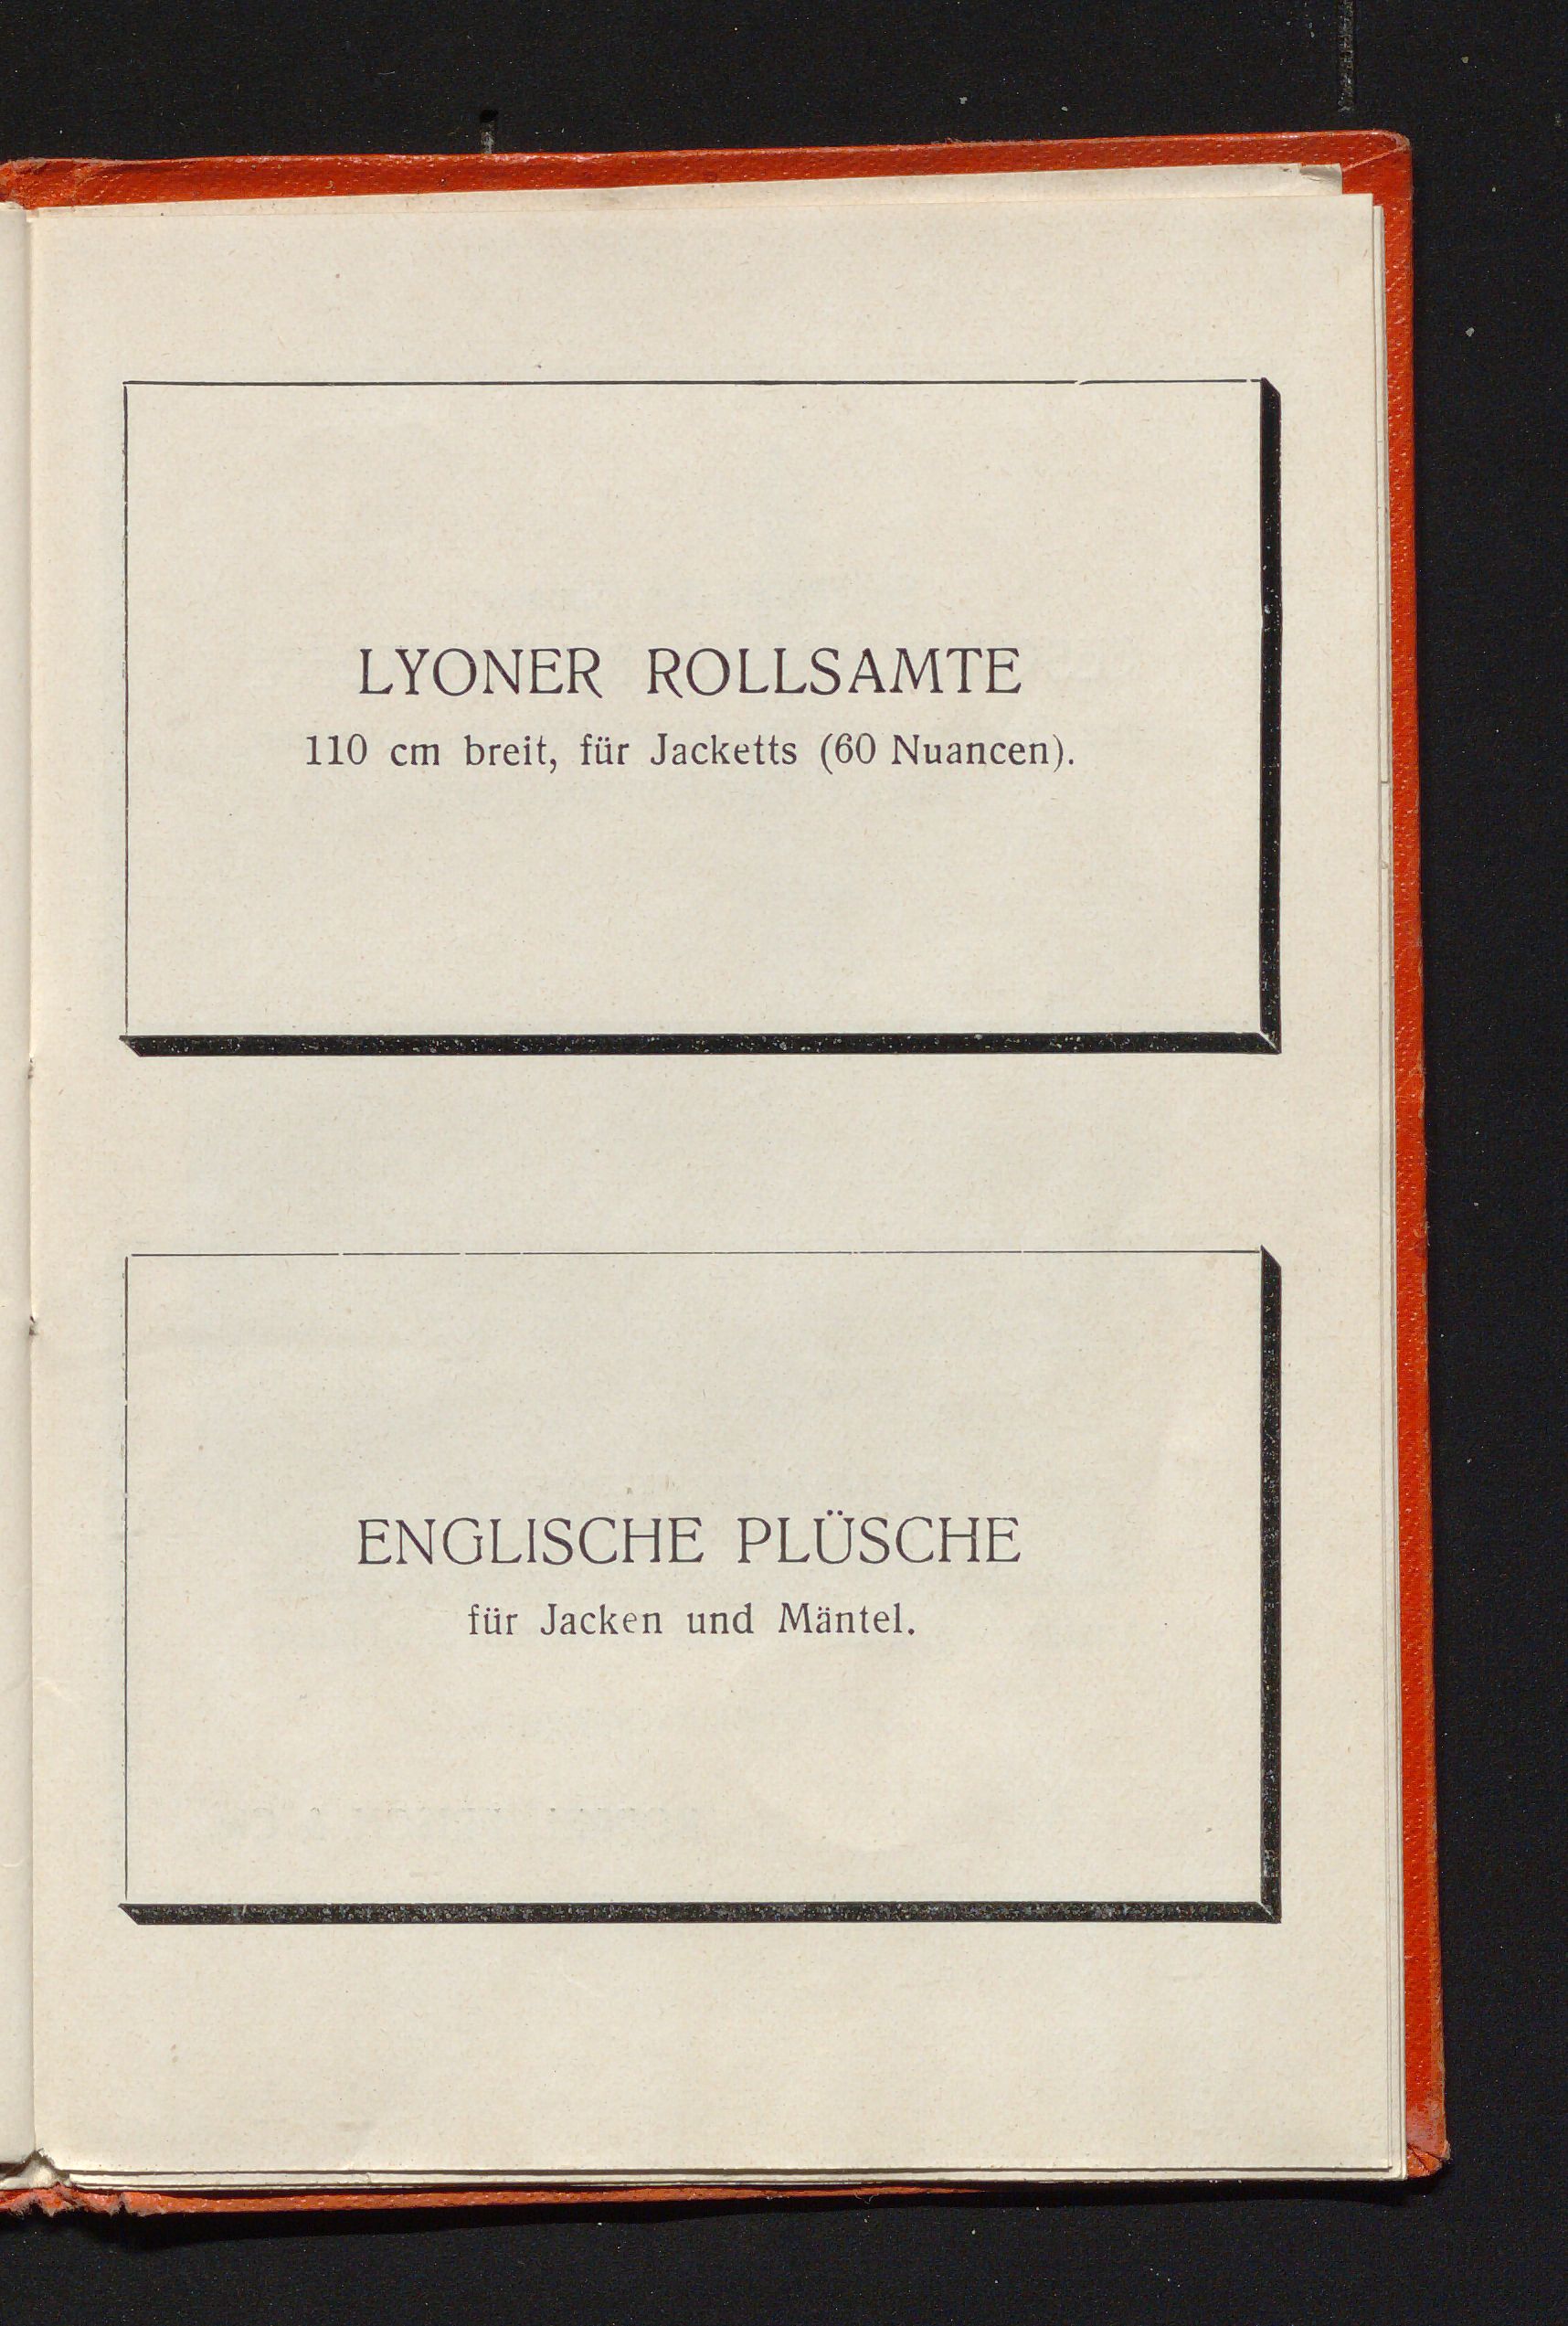 LYONER ROLLSAMTE
110 cm breit, für Jacketts (60 Nuancen).
ENGLISCHE PLÜSCHE
für Jacken und Mäntel.